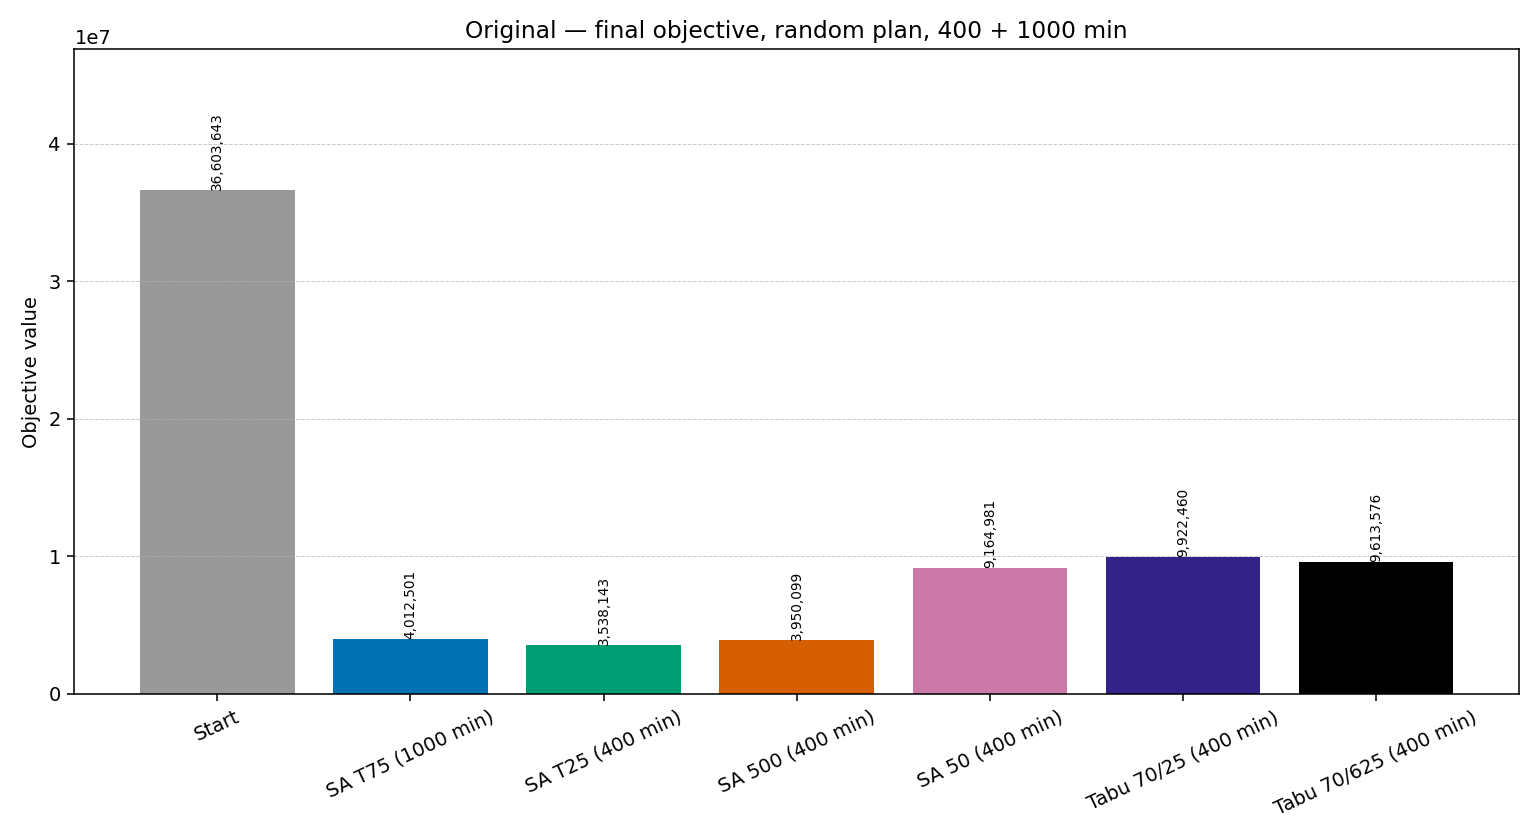 Original — final objective, random plan, 400 + 1000 min
1e7
Objective value
4
3
2
1
0
36,603,643
4,012,501
3,538,143
3,950,099
9,164,981
9,922,460
9,613,576
Start
SA T75 (1000 min)
SA T25 (400 min)
SA 500 (400 min)
SA 50 (400 min)
Tabu 70/25 (400 min)
Tabu 70/625 (400 min)